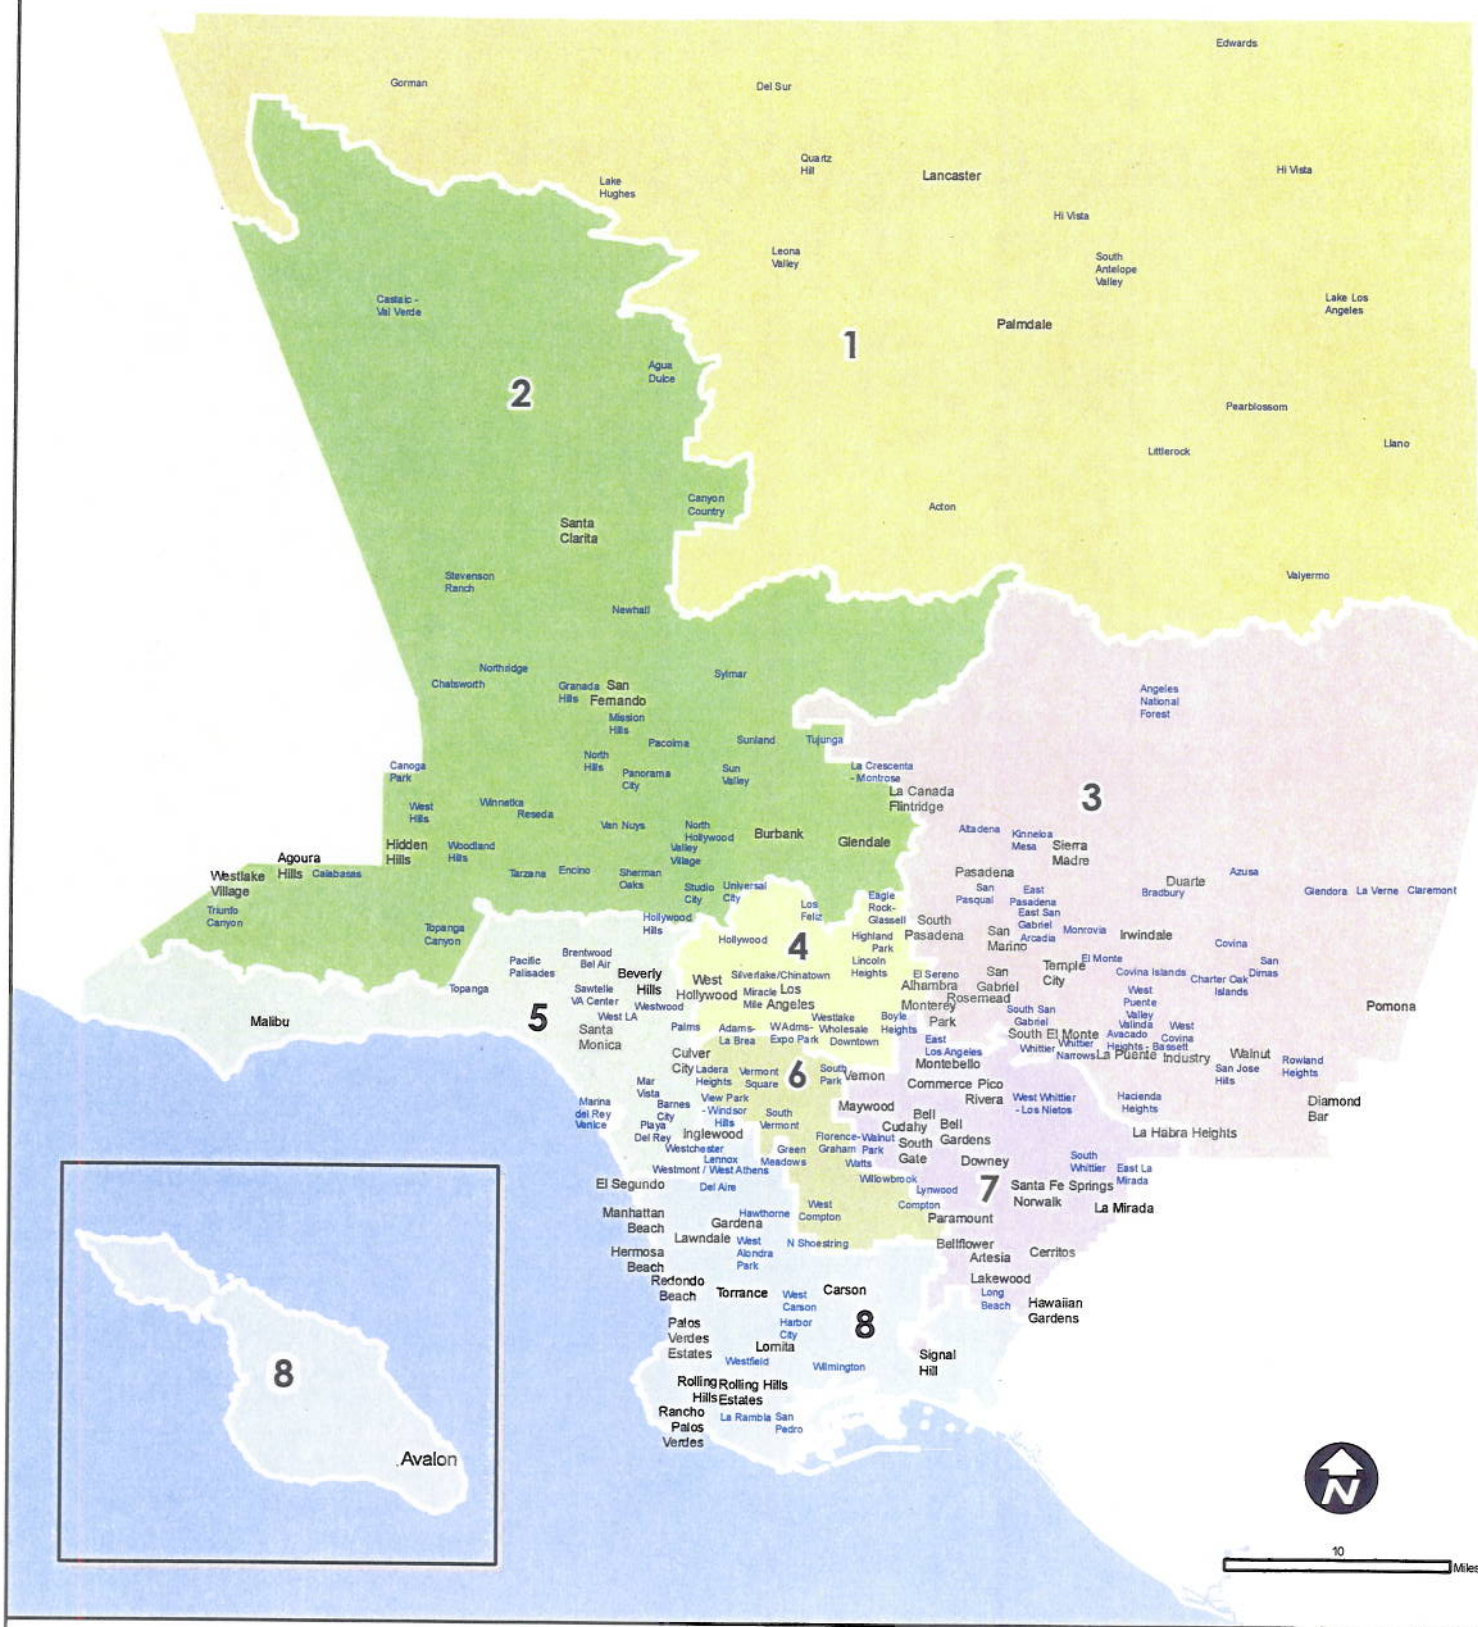 Edwards
Gorman
Del Sur
Quartz
Hill
Lancaster
Hi Vista
Lake
Hughes
Hi Vista
Leona
Valley
South
Antelope
Valley
Castaic -
Val Verde
Lake Los
Angeles
Palmdale
1
Agua
Dulce
2
Pearblossom
Llano
Littlerock
Canyon
Country
Acton
Santa
Clarita
Stevenson
Ranch
Valyermo
Newhall
Northridge
Chatsworth
Sylmar
Granada
Hills
San
Fernando
Angeles
National
Forest
Mission
Hills
Pacoima
Sunland
Tujunga
North
Hills
Canoga
Park
Panorama
City
Sun
Valley
La Crescenta
- Montrose
La Canada
Flintridge
3
West
Hills
Winnetka
Reseda
Van Nuys
North
Hollywood
Burbank
Glendale
Altadena
Kinneloa
Mesa
Sierra
Madre
Hidden
Hills
Woodland
Hills
Valley
Village
Agoura
Hills
Calabasas
Westlake
Village
Tarzana
Encino
Sherman
Oaks
Pasadena
Duarte
Azusa
Bradbury
Glendora
La Verne
Claremont
Studio
City
Universal
City
San
Pasqual
East
Pasadena
Triunfo
Canyon
Los
Feliz
Eagle
Rock-
Glassell
Hollywood
Hills
South
Pasadena
East San
Gabriel
Arcadia
Monrovia
Irwindale
Topanga
Canyon
Hollywood
4
Highland
Park
San
Marino
Covina
Brentwood
Bel Air
Pacific
Palisades
Lincoln
Heights
Temple
City
El Monte
San
Dimas
Beverly
Hills
West
Hollywood
Silverlake/Chinatown
El Sereno
Alhambra
San
Gabriel
Covina Islands
Charter Oak
Islands
Topanga
Sawtelle
VA Center
Westwood
Miracle
Mile
Los
Angeles
Rosemead
Monterey
Park
West
Puente
Valley
Pomona
Malibu
5
West LA
Santa
Monica
Palms
Adams-
La Brea
W Adms-
Expo Park
Westlake
Wholesale
Downtown
Boyle
Heights
South San
Gabriel
Valinda
West
Covina
South El Monte
Avacado
Heights - Bassett
East
Los Angeles
Whittier
Whittier
Narrows
La Puente
Industry
Walnut
Rowland
Heights
Culver
City
Ladera
Heights
Vermont
Square
6
South
Park
Vernon
Montebello
San Jose
Hills
Mar
Vista
View Park
- Windsor
Hills
Commerce
Pico
Rivera
West Whittier
- Los Nietos
Hacienda
Heights
Diamond
Bar
Marina
del Rey
Venice
Barnes
City
Playa
Del Rey
South
Vermont
Maywood
Bell
Cudahy
Bell
Gardens
La Habra Heights
Inglewood
Westchester
Lennox
Florence-
Graham
Walnut
Park
South
Gate
Green
Meadows
Watts
Downey
South
Whittier
East La
Mirada
Westmont / West Athens
El Segundo
Del Aire
Willowbrook
Lynwood
7
Santa Fe Springs
Norwalk
La Mirada
Manhattan
Beach
Hawthorne
West
Compton
Compton
Gardena
Paramount
Lawndale
West
Alondra
Park
N Shoestring
Bellflower
Artesia
Cerritos
Hermosa
Beach
Redondo
Beach
Torrance
West
Carson
Carson
Lakewood
Long
Beach
Hawaiian
Gardens
Palos
Verdes
Estates
Harbor
City
8
Lomita
Westfield
Wilmington
Signal
Hill
Rolling
Hills
Rolling Hills
Estates
Rancho
Palos
Verdes
La Rambla
San
Pedro
8
Avalon
N
10
Miles